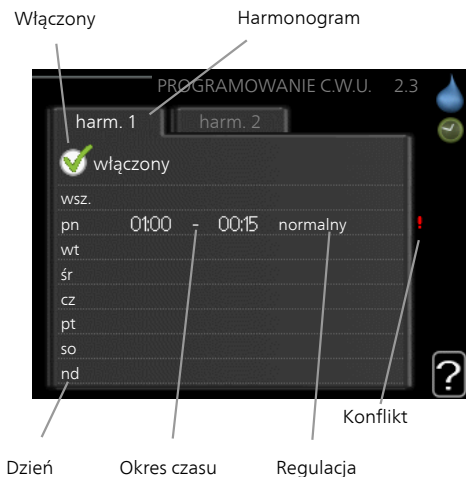 Włączony Harmonogram
PROGRAMOWANIE C.W.U. 2.3
harm. 1 harm. 2
włączony
wsz.
pn 01:00 - 00:15 normalny !
wt
śr
cz
pt
so
nd
?
Konflikt
Dzień Okres czasu Regulacja